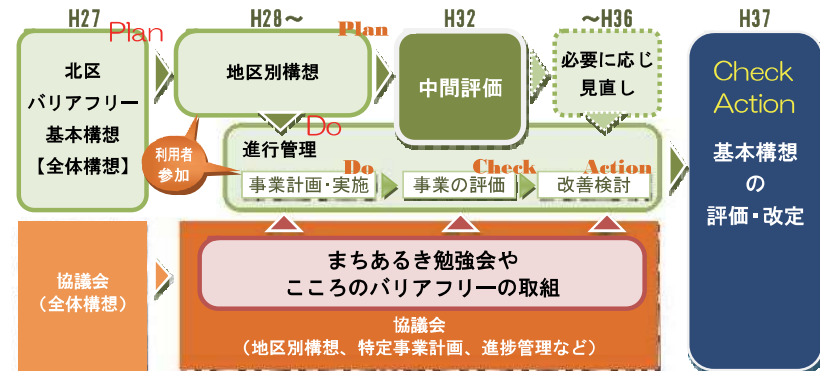 H27
H28～
H32
～H36
H37
Plan
北区
バリアフリー
基本構想
【全体構想】
Plan
地区別構想
中間評価
必要に応じ
見直し
Check
Action
基本構想
の
評価・改定
利用者
参加
Do
進行管理
Do
事業計画・実施
Check
事業の評価
Action
改善検討
協議会
（全体構想）
まちあるき勉強会や
こころのバリアフリーの取組
協議会
（地区別構想、特定事業計画、進捗管理など）